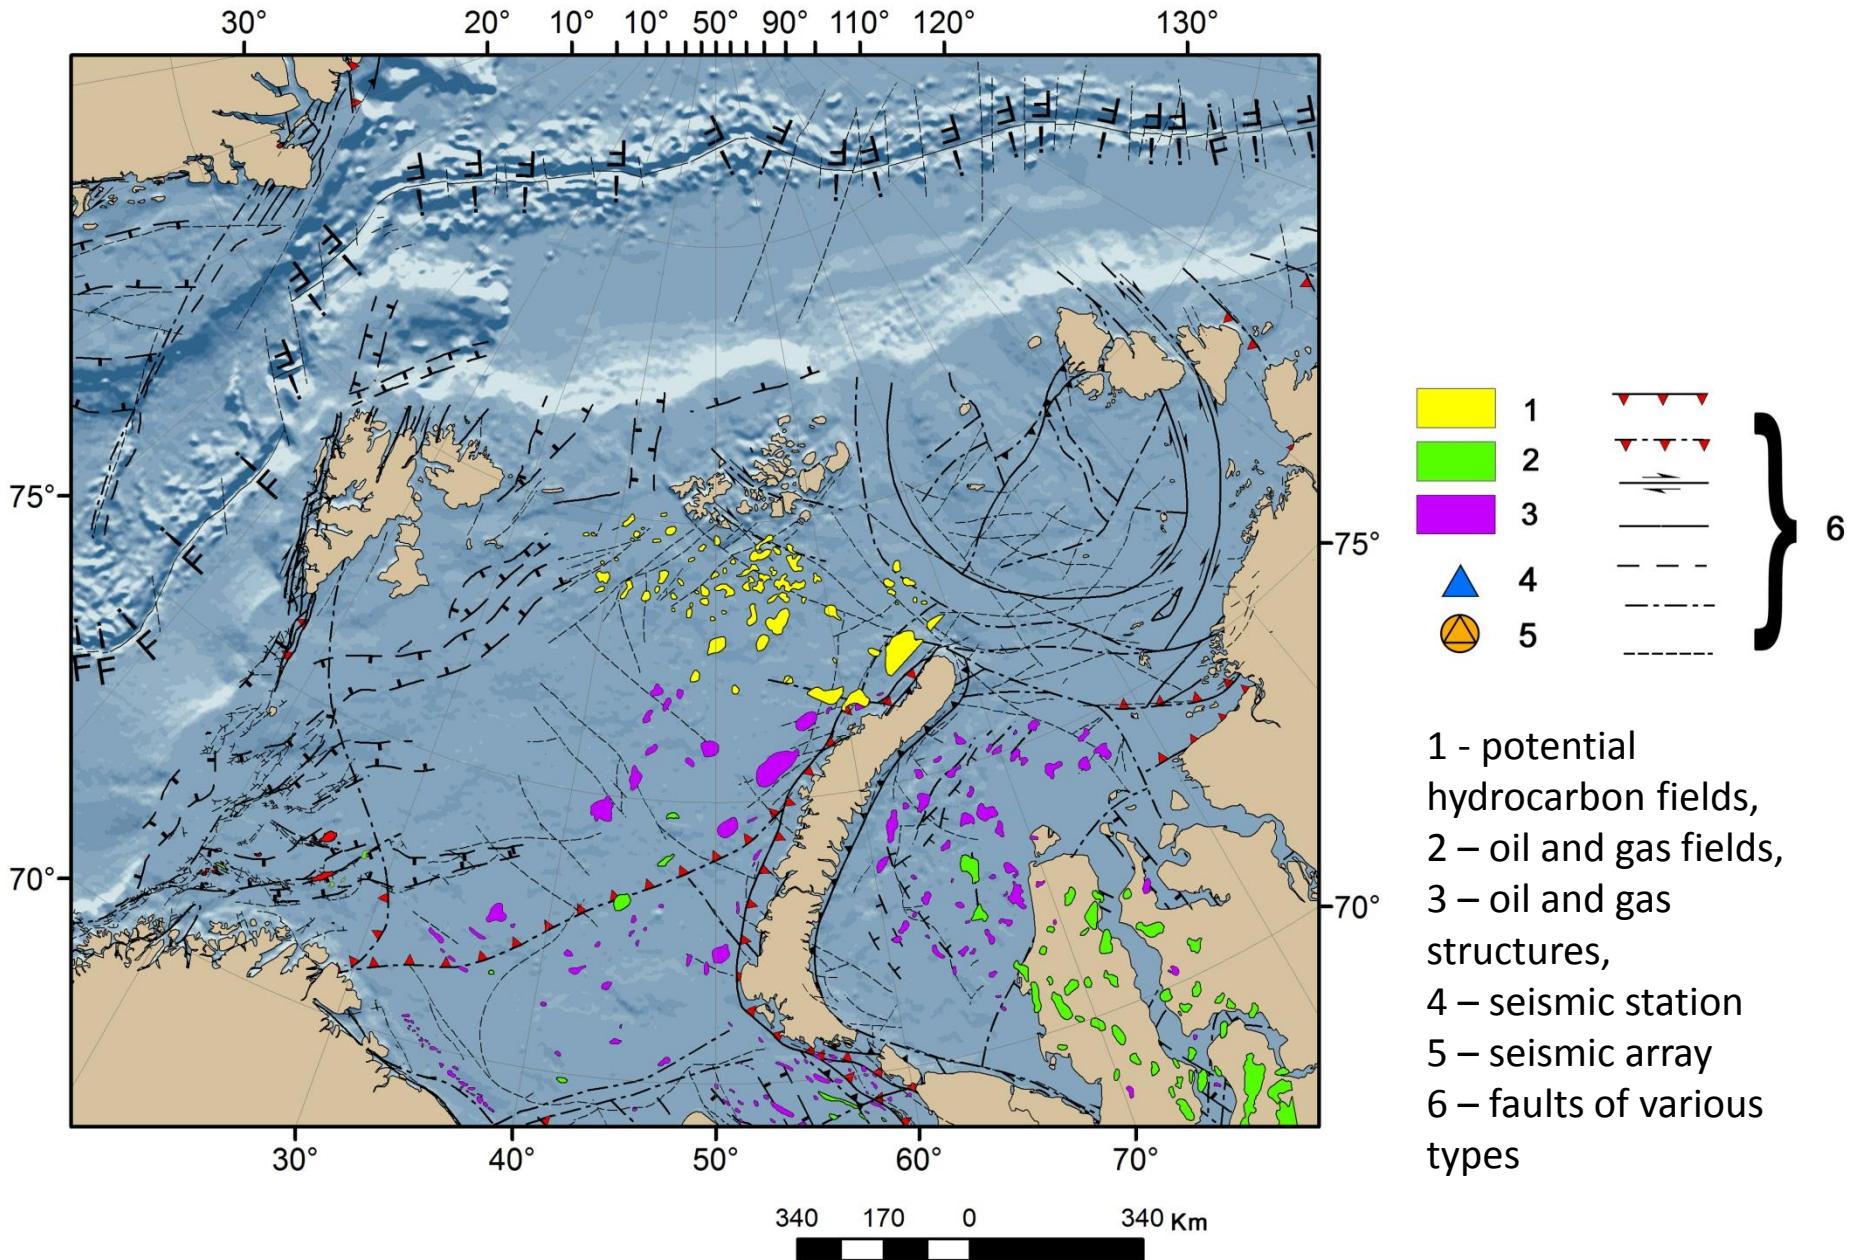 30° 20° 10° 10° 50° 90° 110° 120° 130°
75°
75°
70°
70°
30° 40° 50° 60° 70°
340 170 0 340 Km
1
2
3
4
5
6
1 - potential
hydrocarbon fields,
2 – oil and gas fields,
3 – oil and gas
structures,
4 – seismic station
5 – seismic array
6 – faults of various
types